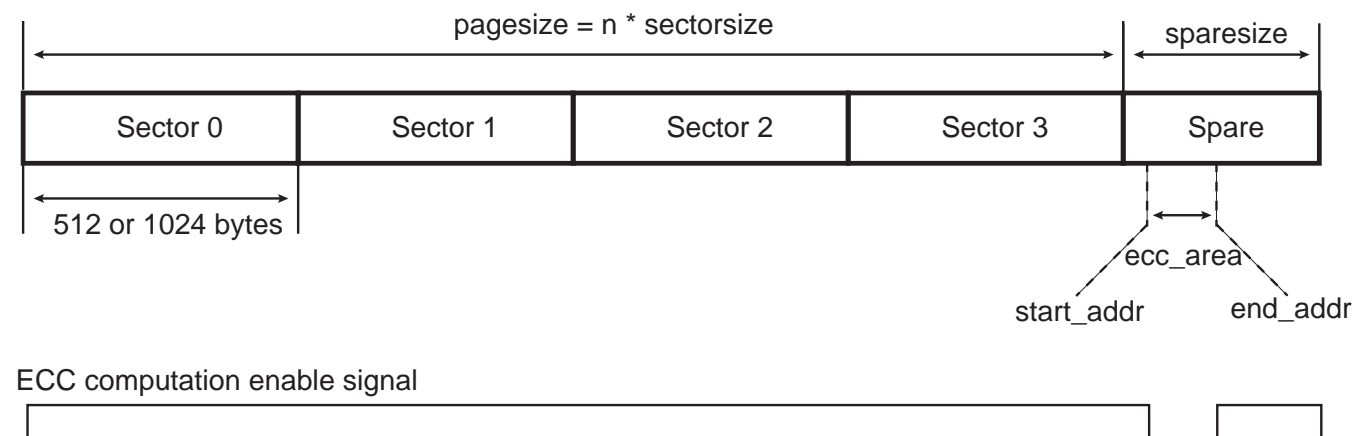 pagesize = n * sectorsize
sparesize
Sector 0
Sector 1
Sector 2
Sector 3
Spare
512 or 1024 bytes
ecc_area
start_addr
end_addr
ECC computation enable signal